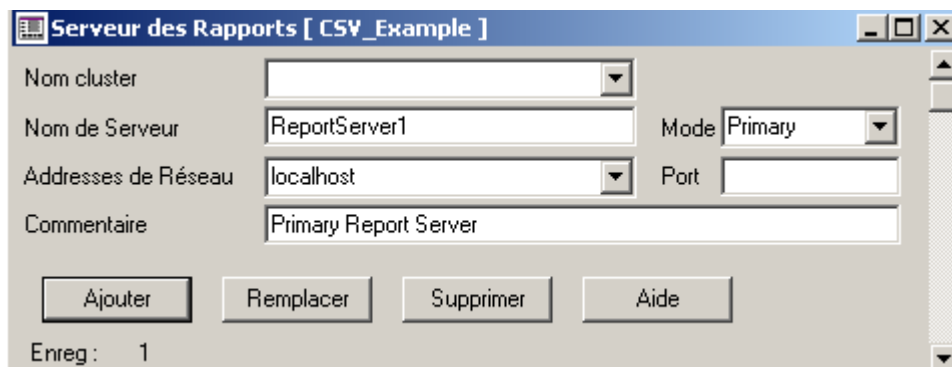 Serveur des Rapports [ CSV_Example ]
Nom cluster
Nom de Serveur ReportServer1 Mode Primary
Addresses de Réseau localhost Port
Commentaire Primary Report Server
Ajouter Remplacer Supprimer Aide
Enreg : 1